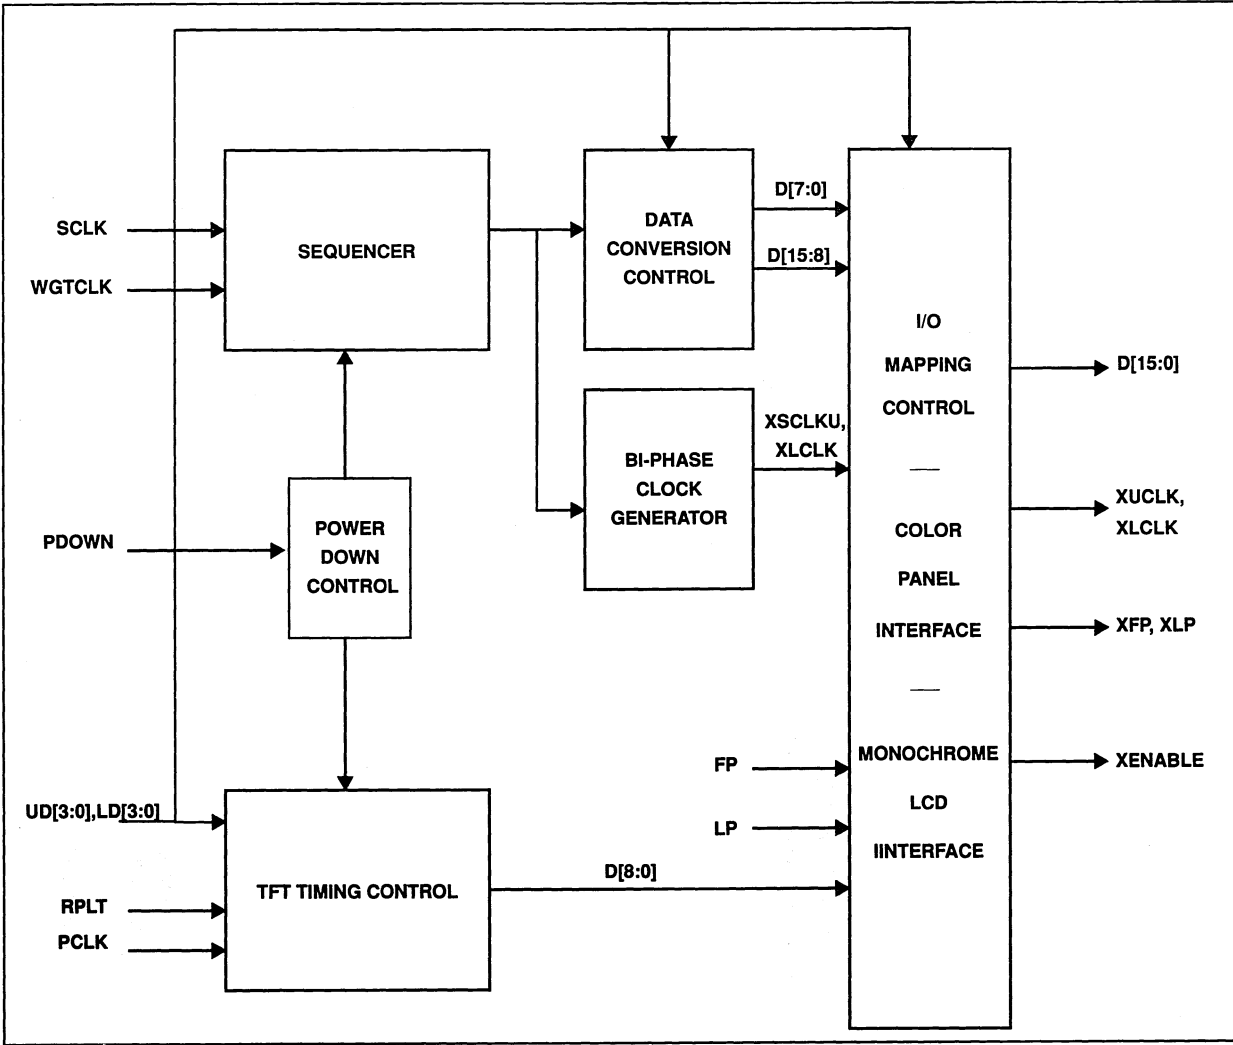 SCLK
WGTCLK
SEQUENCER
DATA
CONVERSION
CONTROL
D[7:0]
D[15:8]
I/O
MAPPING
CONTROL
COLOR
PANEL
INTERFACE
MONOCHROME
LCD
IINTERFACE
D[15:0]
XUCLK,
XLCLK
XFP, XLP
XENABLE
BI-PHASE
CLOCK
GENERATOR
XSCLKU,
XLCLK
PDOWN
POWER
DOWN
CONTROL
FP
LP
UD[3:0],LD[3:0]
RPLT
PCLK
TFT TIMING CONTROL
D[8:0]